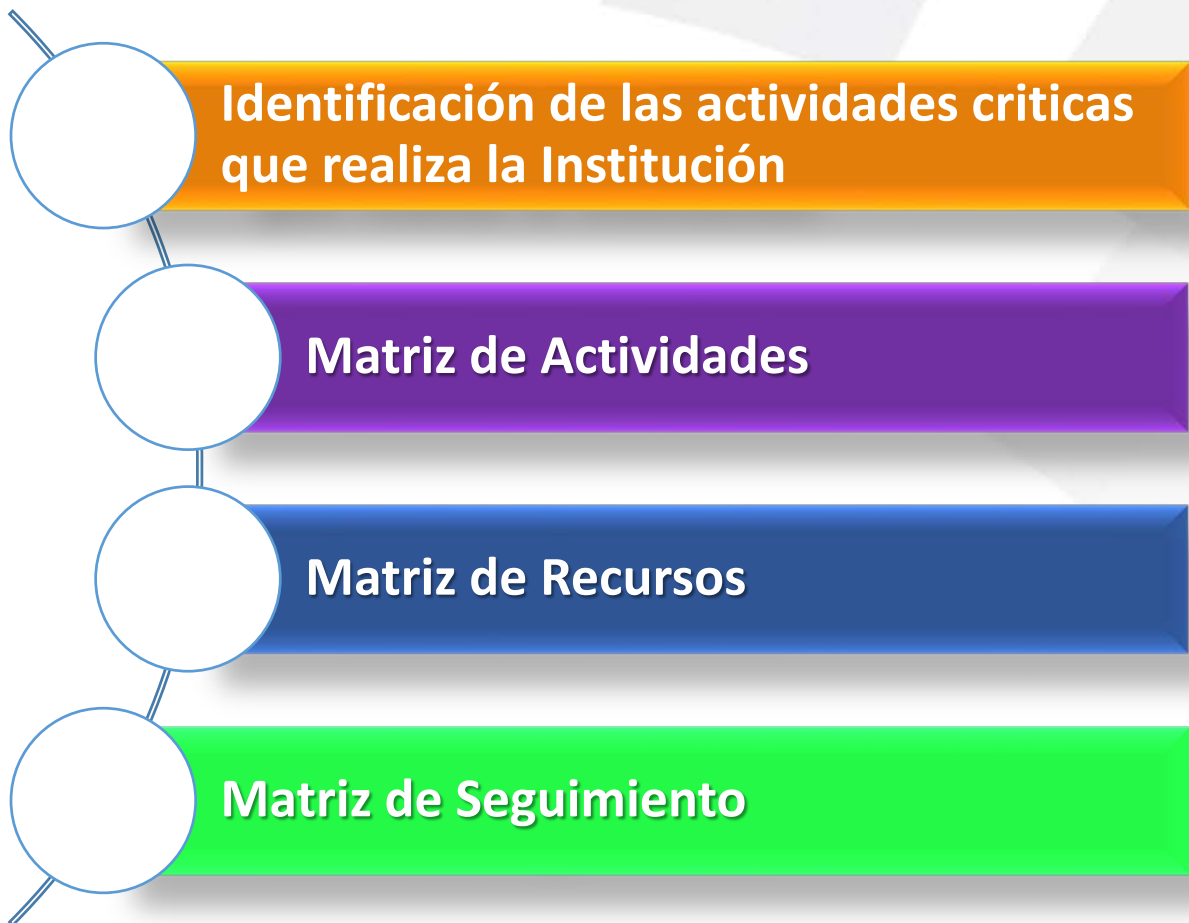 Identificación de las actividades criticas
que realiza la Institución
Matriz de Actividades
Matriz de Recursos
Matriz de Seguimiento